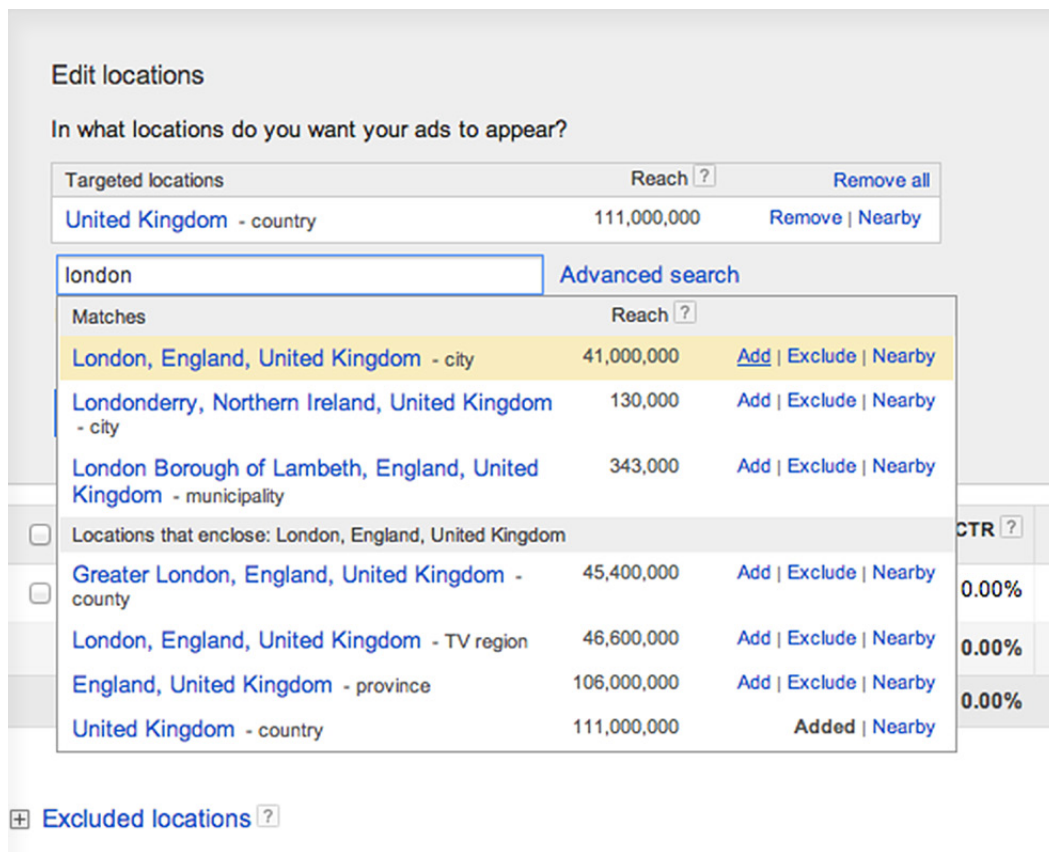 Edit locations
In what locations do you want your ads to appear?
Targeted locations Reach ? Remove all
United Kingdom - country 111,000,000 Remove | Nearby
london Advanced search
Matches Reach ?
London, England, United Kingdom - city 41,000,000 Add | Exclude | Nearby
Londonderry, Northern Ireland, United Kingdom 130,000 Add | Exclude | Nearby
- city
London Borough of Lambeth, England, United 343,000 Add | Exclude | Nearby
Kingdom - municipality
Locations that enclose: London, England, United Kingdom
CTR ?
Greater London, England, United Kingdom - 45,400,000 Add | Exclude | Nearby
county
0.00%
London, England, United Kingdom - TV region 46,600,000 Add | Exclude | Nearby
0.00%
England, United Kingdom - province 106,000,000 Add | Exclude | Nearby
0.00%
United Kingdom - country 111,000,000 Added | Nearby
Excluded locations ?